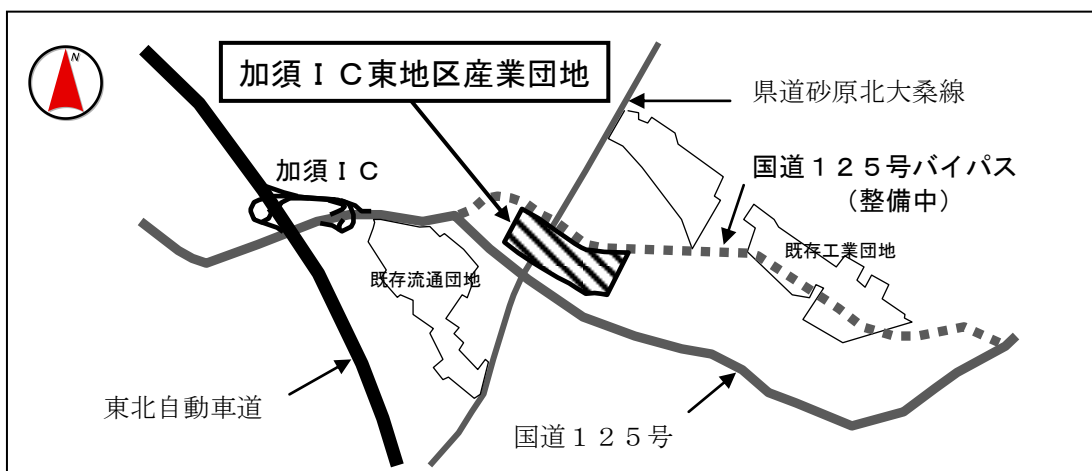 N
加須ＩＣ東地区産業団地
県道砂原北大桑線
加須ＩＣ
国道１２５号バイパス
（整備中）
既存流通団地
既存工業団地
東北自動車道
国道１２５号